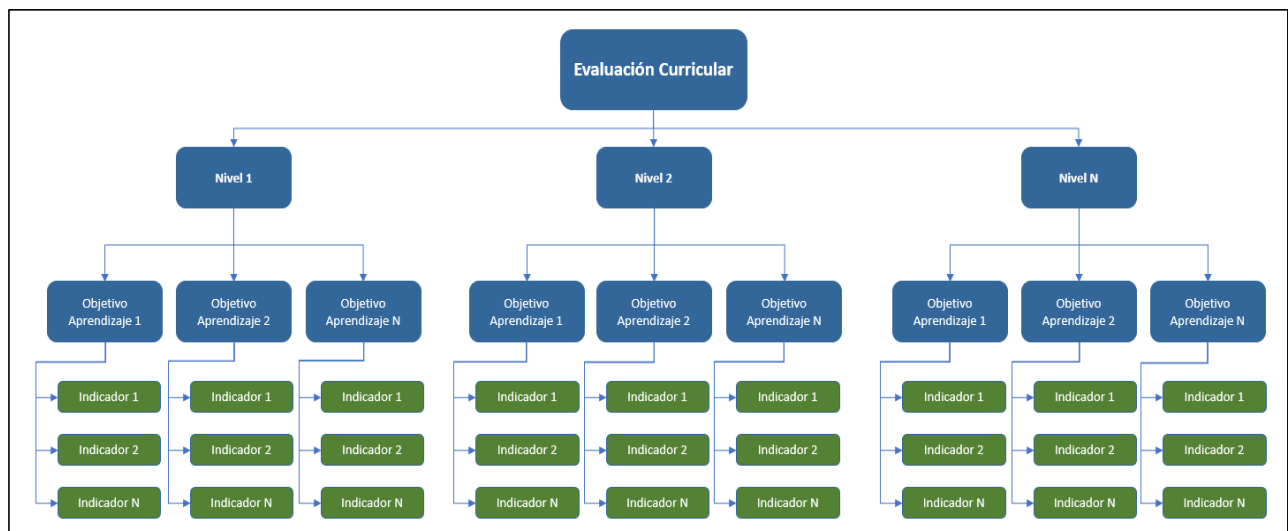 Evaluación Curricular
Nivel 1
Nivel 2
Nivel N
Objetivo
Aprendizaje 1
Objetivo
Aprendizaje 2
Objetivo
Aprendizaje N
Objetivo
Aprendizaje 1
Objetivo
Aprendizaje 2
Objetivo
Aprendizaje N
Objetivo
Aprendizaje 1
Objetivo
Aprendizaje 2
Objetivo
Aprendizaje N
Indicador 1
Indicador 1
Indicador 1
Indicador 1
Indicador 1
Indicador 1
Indicador 1
Indicador 1
Indicador 1
Indicador 2
Indicador 2
Indicador 2
Indicador 2
Indicador 2
Indicador 2
Indicador 2
Indicador 2
Indicador 2
Indicador N
Indicador N
Indicador N
Indicador N
Indicador N
Indicador N
Indicador N
Indicador N
Indicador N